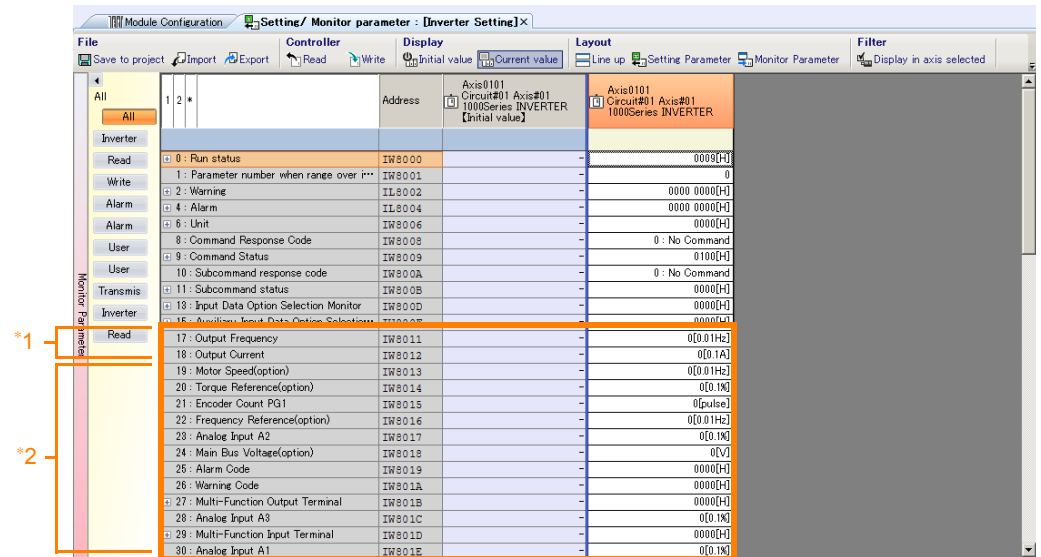 Module Configuration Setting/ Monitor parameter : [Inverter Setting] ×
File Controller Display Layout Filter
Save to project Import Export Read Write Initial value Current value Line up Setting Parameter Monitor Parameter Display in axis selected
All
All
Inverter
Read
Write
Alarm
Alarm
User
User
Transmis
Inverter
Read
Monitor Parameter
*1
*2
1 2 * Address
Axis0101
Circuit#01 Axis#01
1000Series INVERTER
【Initial value】
Axis0101
Circuit#01 Axis#01
1000Series INVERTER
0 : Run status IW8000 - 0009[H]
1 : Parameter number when range over i… IW8001 - 0
2 : Warning IL8002 - 0000 0000[H]
4 : Alarm IL8004 - 0000 0000[H]
6 : Unit IW8006 - 0000[H]
8 : Command Response Code IW8008 - 0 : No Command
9 : Command Status IW8009 - 0100[H]
10 : Subcommand response code IW800A - 0 : No Command
11 : Subcommand status IW800B - 0000[H]
13 : Input Data Option Selection Monitor IW800D - 0000[H]
15 : Auxiliary Input Data Option Selection… IW800F - 0000[H]
17 : Output Frequency IW8011 - 0[0.01Hz]
18 : Output Current IW8012 - 0[0.1A]
19 : Motor Speed(option) IW8013 - 0[0.01Hz]
20 : Torque Reference(option) IW8014 - 0[0.1%]
21 : Encoder Count PG1 IW8015 - 0[pulse]
22 : Frequency Reference(option) IW8016 - 0[0.01Hz]
23 : Analog Input A2 IW8017 - 0[0.1%]
24 : Main Bus Voltage(option) IW8018 - 0[V]
25 : Alarm Code IW8019 - 0000[H]
26 : Warning Code IW801A - 0000[H]
27 : Multi-Function Output Terminal IW801B - 0000[H]
28 : Analog Input A3 IW801C - 0[0.1%]
29 : Multi-Function Input Terminal IW801D - 0000[H]
30 : Analog Input A1 IW801E - 0[0.1%]